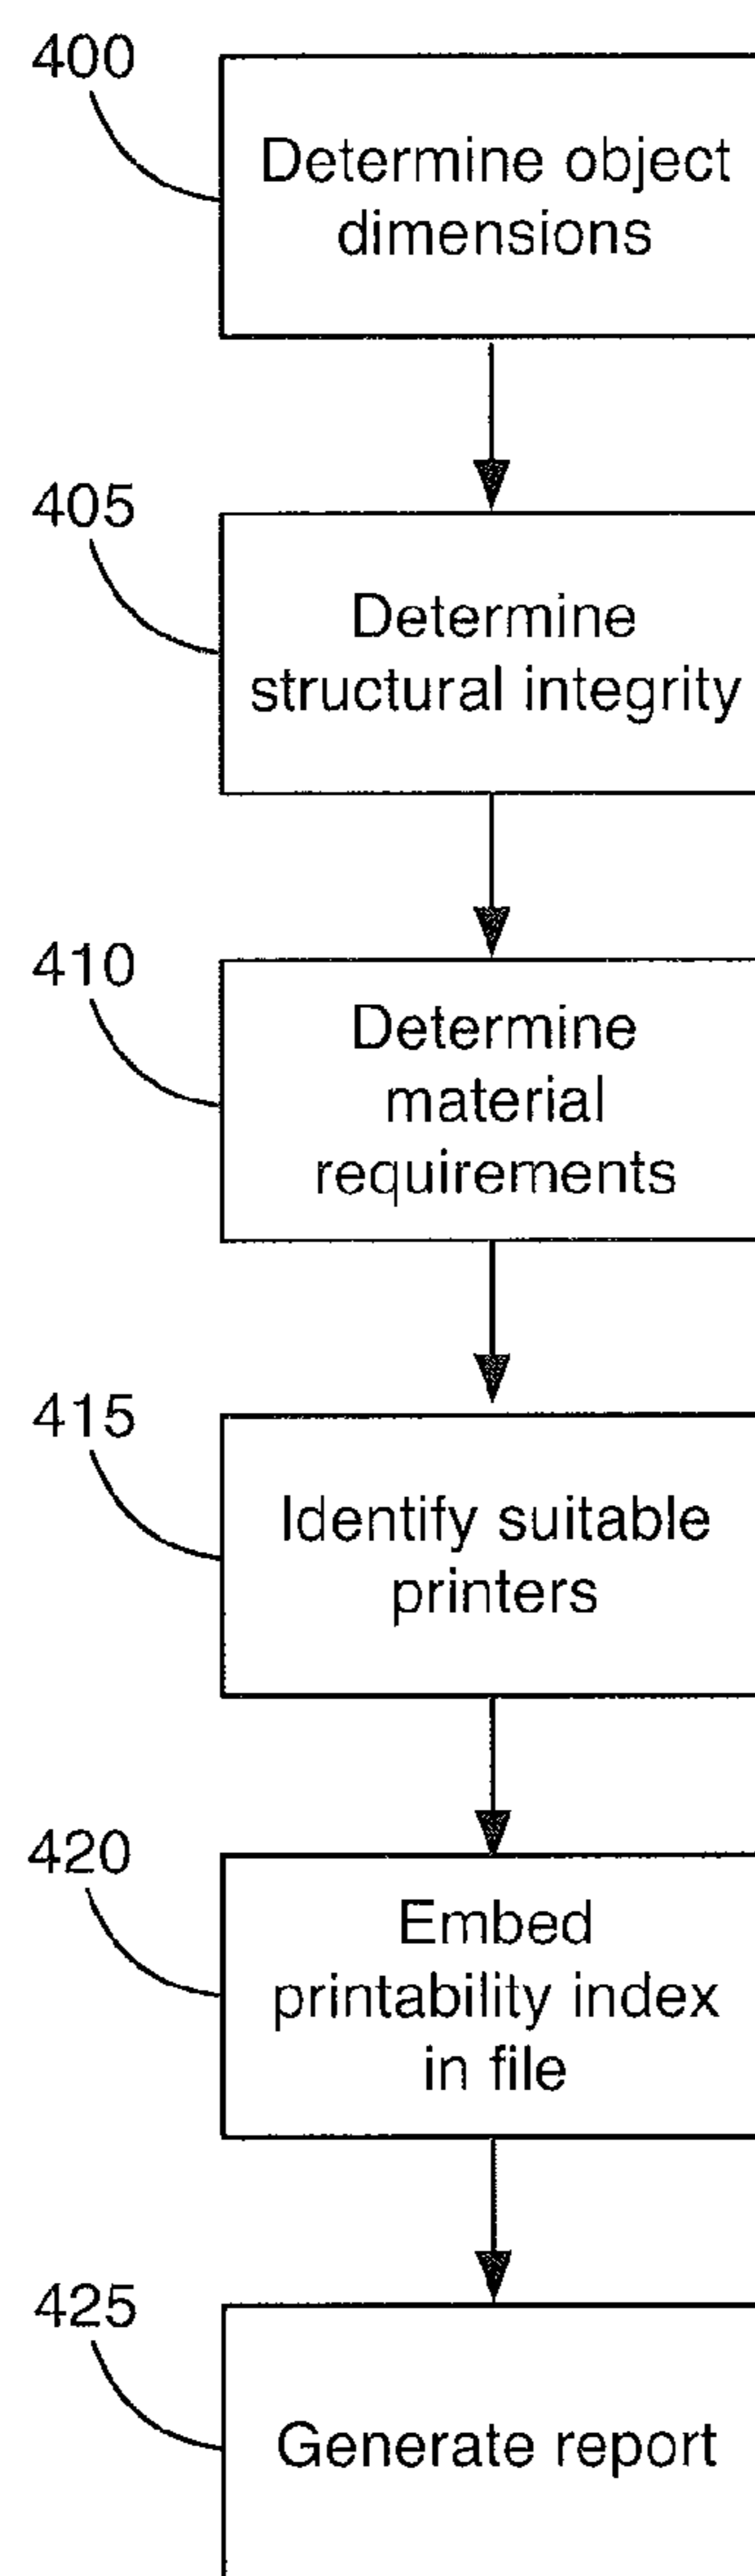 400
Determine object
dimensions
405
Determine
structural integrity
410
Determine
material
requirements
415
Identify suitable
printers
420
Embed
printability index
in file
425
Generate report